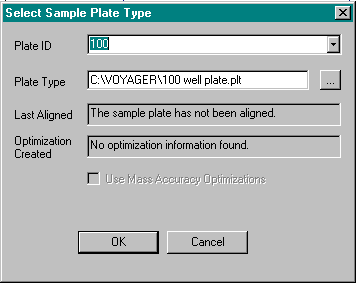 Select Sample Plate Type
Plate ID
100
Plate Type
C:\VOYAGER\100 well plate.plt
...
Last Aligned
The sample plate has not been aligned.
Optimization
Created
No optimization information found.
Use Mass Accuracy Optimizations
OK
Cancel